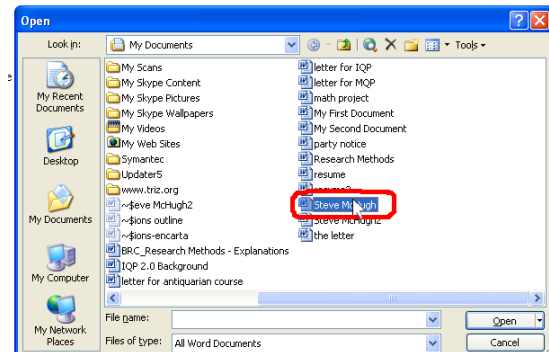 Open
Look in:
My Documents
Tools
My Recent
Documents
Desktop
My Documents
My Computer
My Network
Places
My Scans
My Skype Content
My Skype Pictures
My Skype Wallpapers
My Videos
My Web Sites
Symantec
Updater5
www.triz.org
~$eve McHugh2
~$ions outline
~$ions-encarta
BRC_Research Methods - Explanations
IQP 2.0 Background
letter for antiquarian course
letter for IQP
letter for MQP
math project
My First Document
My Second Document
party notice
Research Methods
resume
resume2
Steve McHugh
Steve McHugh2
the letter
File name:
Open
Files of type:
All Word Documents
Cancel